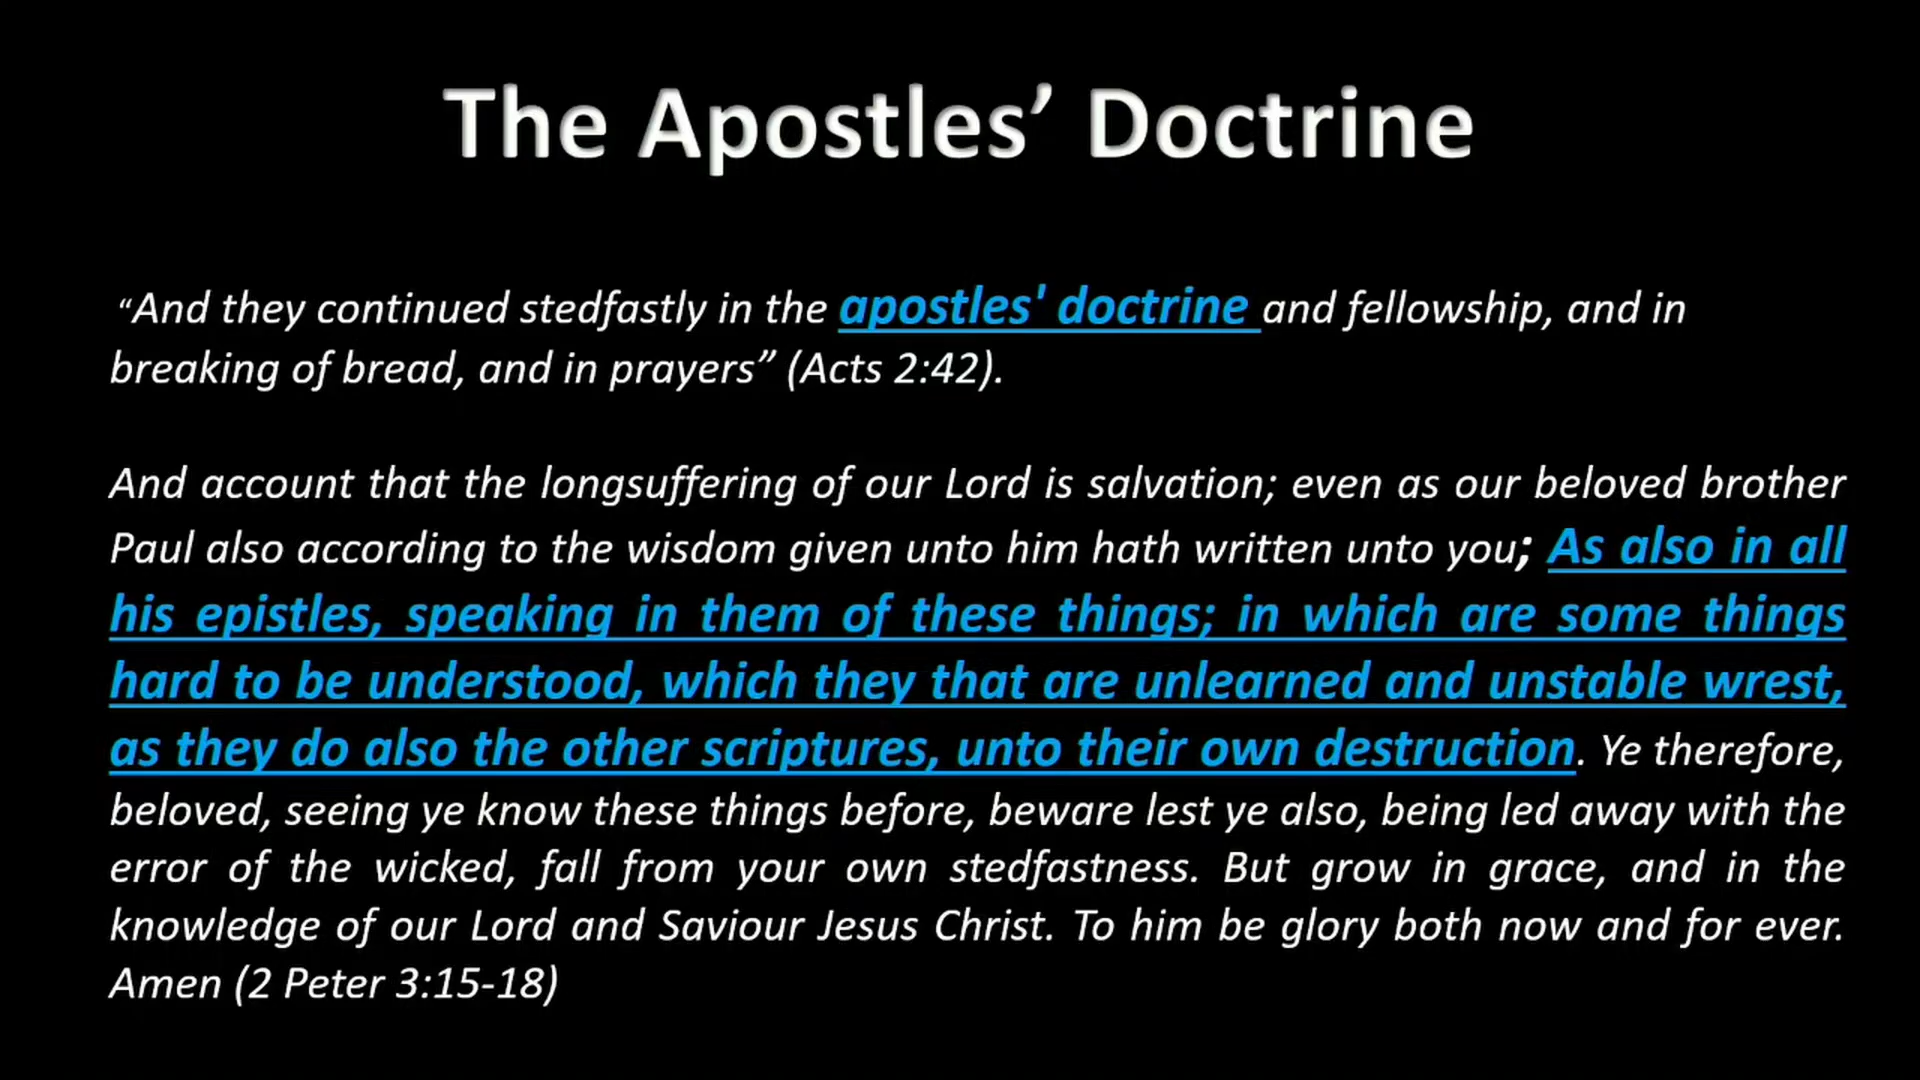 The Apostles’ Doctrine
“And they continued stedfastly in the apostles' doctrine and fellowship, and in
breaking of bread, and in prayers” (Acts 2:42).
And account that the longsuffering of our Lord is salvation; even as our beloved brother
Paul also according to the wisdom given unto him hath written unto you; As also in all
his epistles, speaking in them of these things; in which are some things
hard to be understood, which they that are unlearned and unstable wrest,
as they do also the other scriptures, unto their own destruction. Ye therefore,
beloved, seeing ye know these things before, beware lest ye also, being led away with the
error of the wicked, fall from your own stedfastness. But grow in grace, and in the
knowledge of our Lord and Saviour Jesus Christ. To him be glory both now and for ever.
Amen (2 Peter 3:15-18)